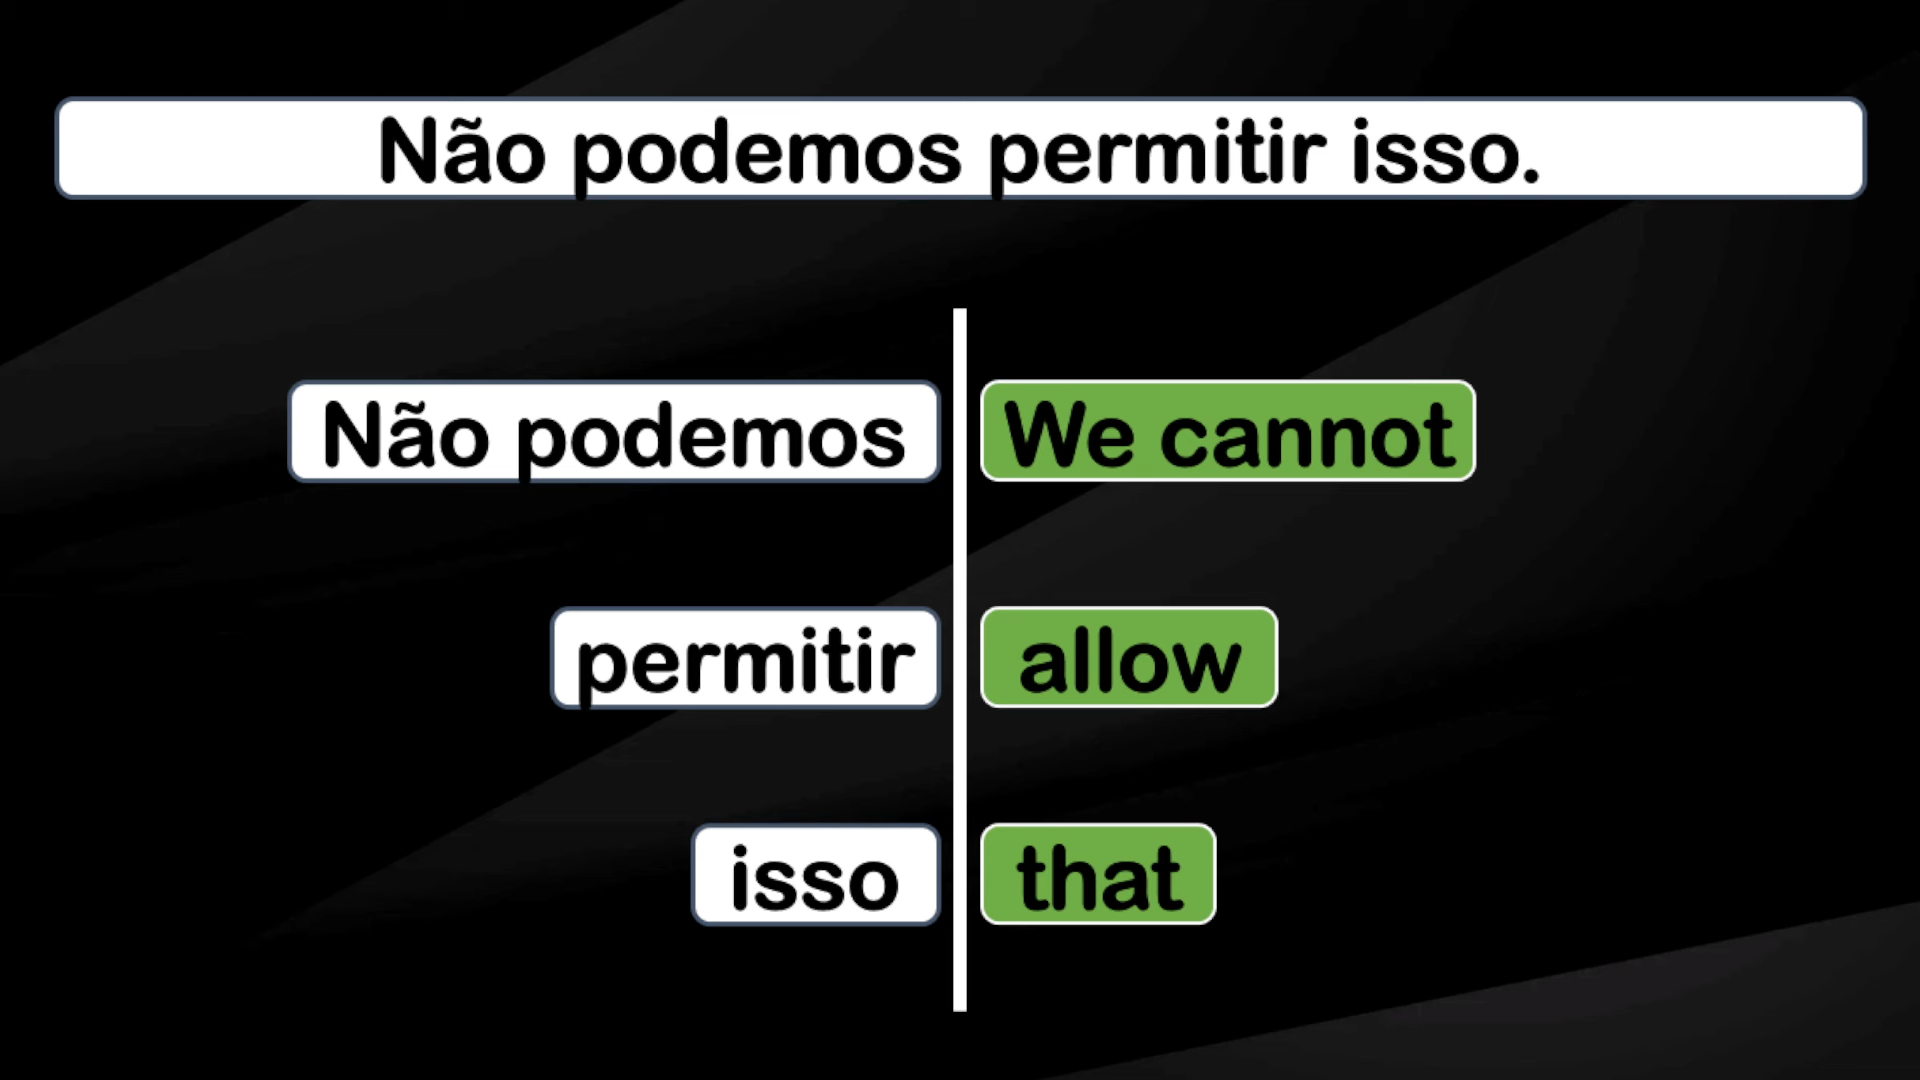 Não podemos permitir isso.
Não podemos We cannot
permitir allow
isso that